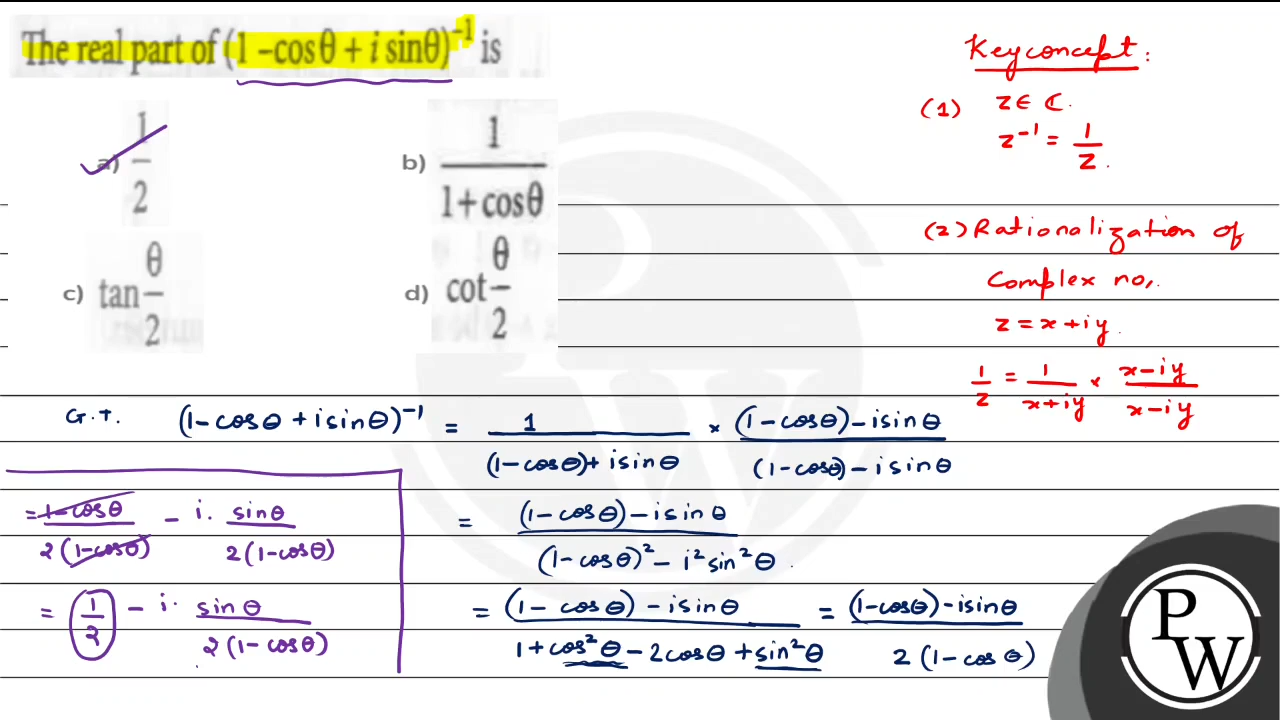 The real part of (1 –cosθ + i sinθ)⁻¹ is
a) 1/2
b) 1/(1+cosθ)
c) tan θ/2
d) cot θ/2
Key concept :
(1) z ∈ ℂ.
z⁻¹ = 1/z.
(2) Rationalization of
Complex no.
z = x + iy.
1/z = 1/(x+iy) × (x-iy)/(x-iy)
G.T. (1-cosθ + i sinθ)⁻¹ = 1/((1-cosθ)+ i sinθ) × ((1-cosθ) - i sinθ)/((1-cosθ) - i sinθ)
= ((1-cosθ) - i sinθ)/((1-cosθ)² - i² sin²θ).
= ((1-cosθ) - i sinθ)/(1+cos²θ - 2cosθ + sin²θ) = ((1-cosθ) - i sinθ)/(2(1-cosθ))
= (1-cosθ)/(2(1-cosθ)) - i. sinθ/(2(1-cosθ))
= 1/2 - i. sinθ/(2(1-cosθ))
PW